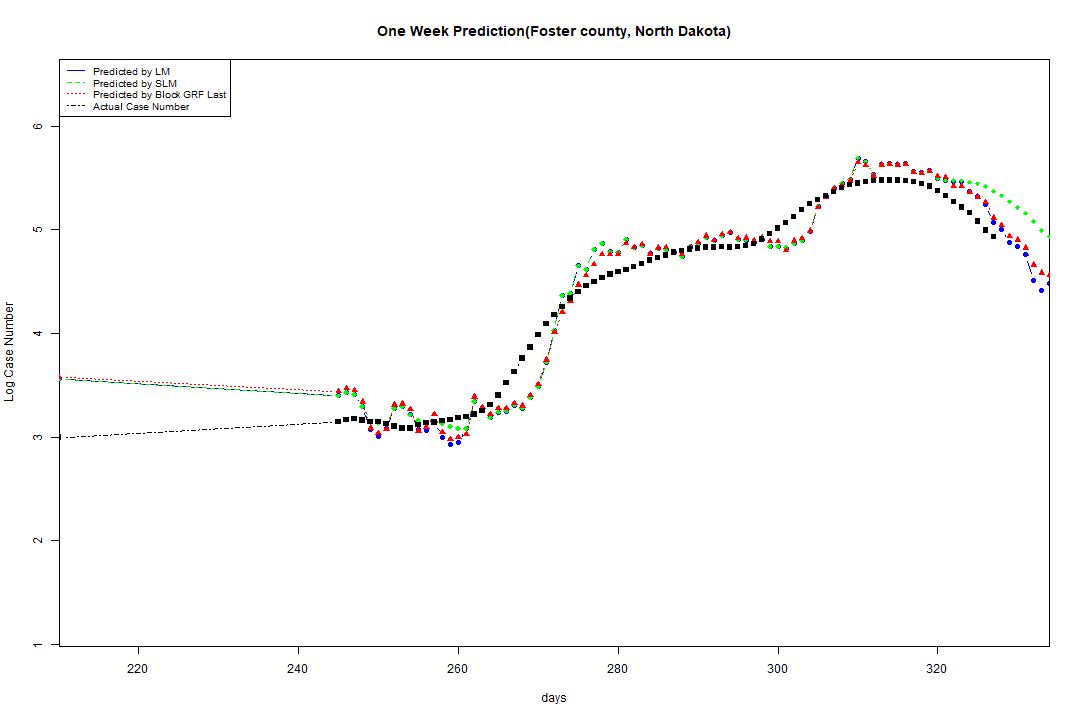 One Week Prediction(Foster county, North Dakota)
Predicted by LM
Predicted by SLM
Predicted by Block GRF Last
Actual Case Number
6
5
4
3
2
1
Log Case Number
220 240 260 280 300 320
days